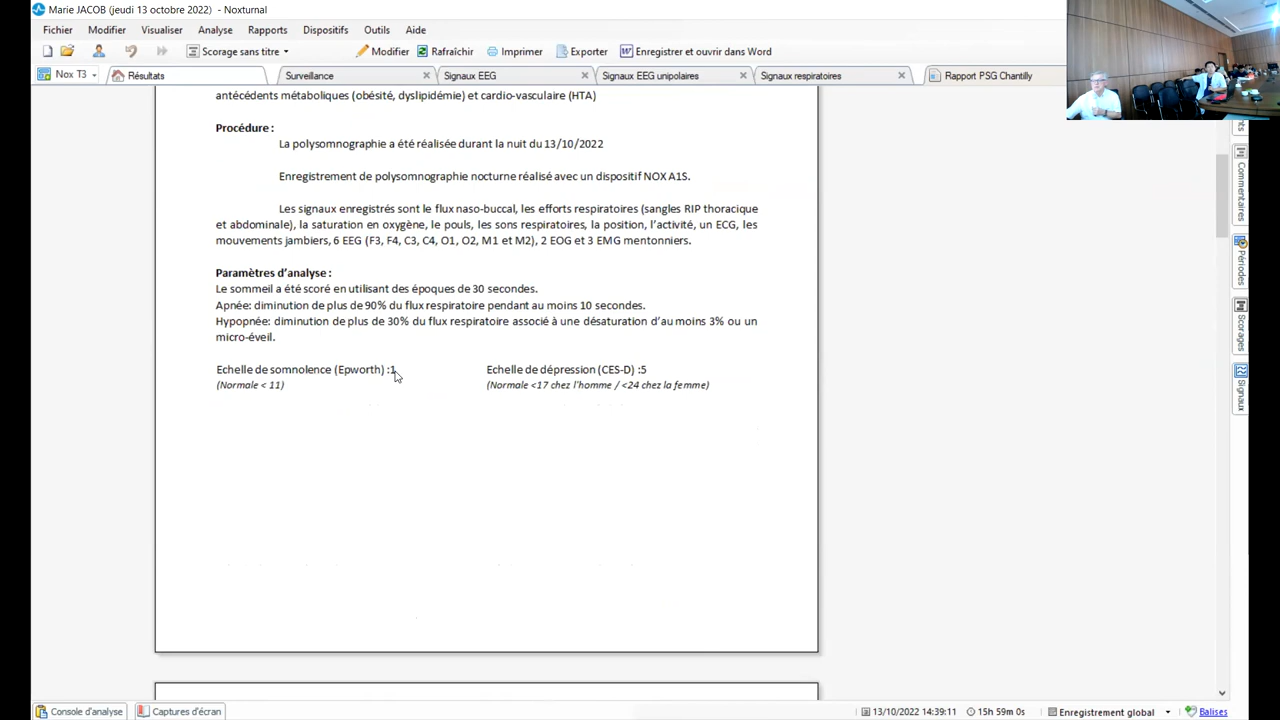 Marie JACOB (jeudi 13 octobre 2022) - Noxturnal
Fichier Modifier Visualiser Analyse Rapports Dispositifs Outils Aide
Scorage sans titre Modifier Rafraîchir Imprimer Exporter Enregistrer et ouvrir dans Word
Nox T3 Résultats Surveillance Signaux EEG Signaux EEG unipolaires Signaux respiratoires Rapport PSG Chantilly
antécédents métaboliques (obésité, dyslipidémie) et cardio-vasculaire (HTA)
Procédure :
La polysomnographie a été réalisée durant la nuit du 13/10/2022
Enregistrement de polysomnographie nocturne réalisé avec un dispositif NOX A1S.
Les signaux enregistrés sont le flux naso-buccal, les efforts respiratoires (sangles RIP thoracique
et abdominale), la saturation en oxygène, le pouls, les sons respiratoires, la position, l'activité, un ECG, les
mouvements jambiers, 6 EEG (F3, F4, C3, C4, O1, O2, M1 et M2), 2 EOG et 3 EMG mentonniers.
Paramètres d'analyse :
Le sommeil a été scoré en utilisant des époques de 30 secondes.
Apnée: diminution de plus de 90% du flux respiratoire pendant au moins 10 secondes.
Hypopnée: diminution de plus de 30% du flux respiratoire associé à une désaturation d'au moins 3% ou un
micro-éveil.
Echelle de somnolence (Epworth) :1 Echelle de dépression (CES-D) :5
(Normale < 11) (Normale <17 chez l'homme / <24 chez la femme)
Commentaires
Périodes
Scorages
Signaux
Console d'analyse Captures d'écran 13/10/2022 14:39:11 15h 59m 0s Enregistrement global Balises